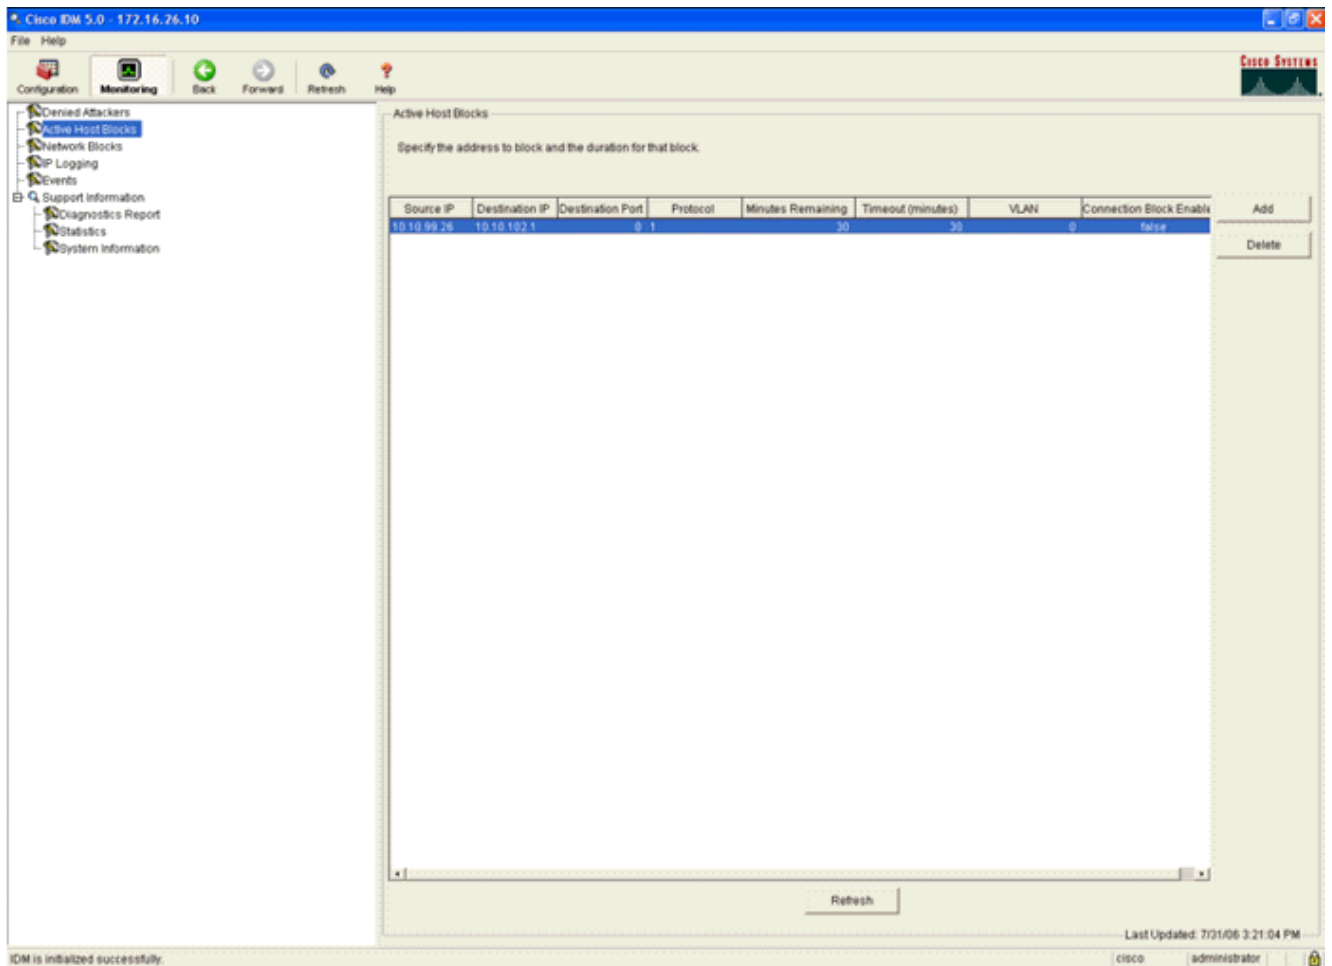 Cisco IDM 5.0 - 172.16.26.10
File Help
Configuration Monitoring Back Forward Refresh Help
CISCO SYSTEMS
Denied Attackers
Active Host Blocks
Network Blocks
IP Logging
Events
Support Information
Diagnostics Report
Statistics
System Information
Active Host Blocks
Specify the address to block and the duration for that block.
Source IP Destination IP Destination Port Protocol Minutes Remaining Timeout (minutes) VLAN Connection Block Enable
10.10.99.26 10.10.102.1 0 1 30 30 0 false
Add
Delete
Refresh
Last Updated: 7/31/06 3:21:04 PM
IDM is initialized successfully. cisco administrator